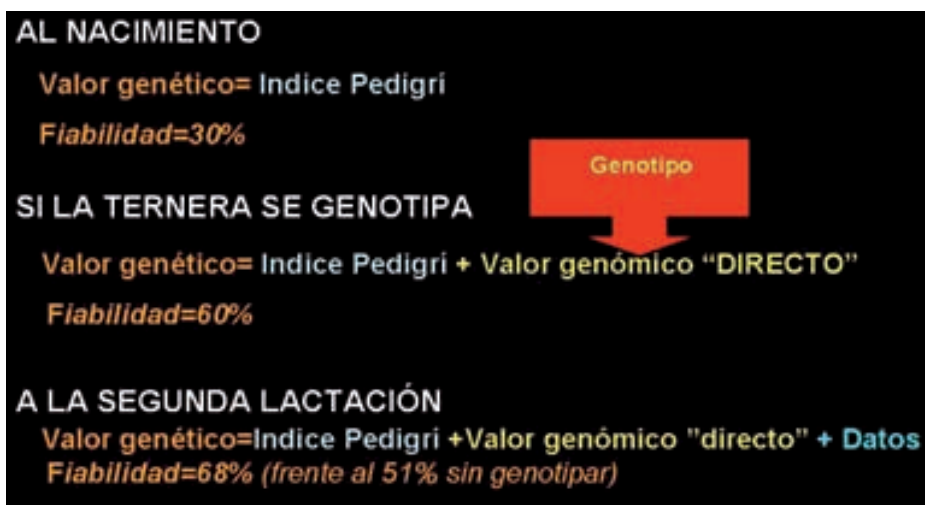 AL NACIMIENTO
Valor genético= Indice Pedigrí
Fiabilidad=30%
Genotipo
SI LA TERNERA SE GENOTIPA
Valor genético= Indice Pedigrí + Valor genómico “DIRECTO”
Fiabilidad=60%
A LA SEGUNDA LACTACIÓN
Valor genético=Indice Pedigrí +Valor genómico ”directo” + Datos
Fiabilidad=68% (frente al 51% sin genotipar)